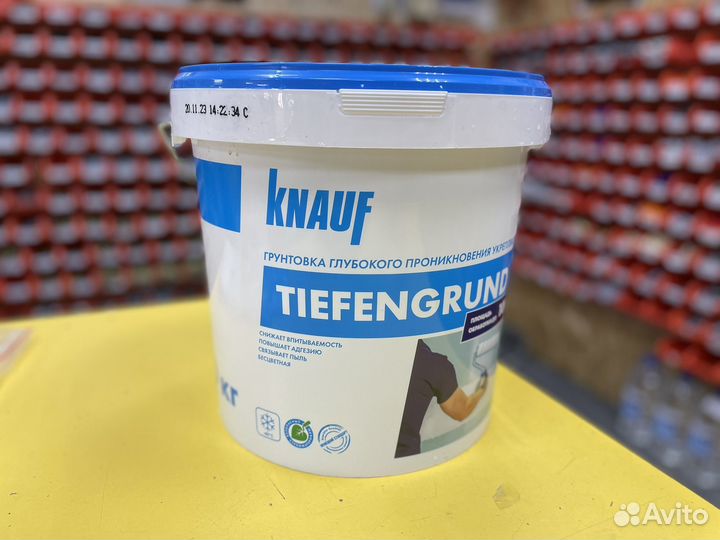 20.11.23 14:22:34 C
KNAUF
ГРУНТОВКА ГЛУБОКОГО ПРОНИКНОВЕНИЯ
TIEFENGRUND
ПЛОЩАДЬ
СНИЖАЕТ ВПИТЫВАЕМОСТЬ
ПОВЫШАЕТ АДГЕЗИЮ
СВЯЗЫВАЕТ ПЫЛЬ
БЕСЦВЕТНАЯ
кг
Avito